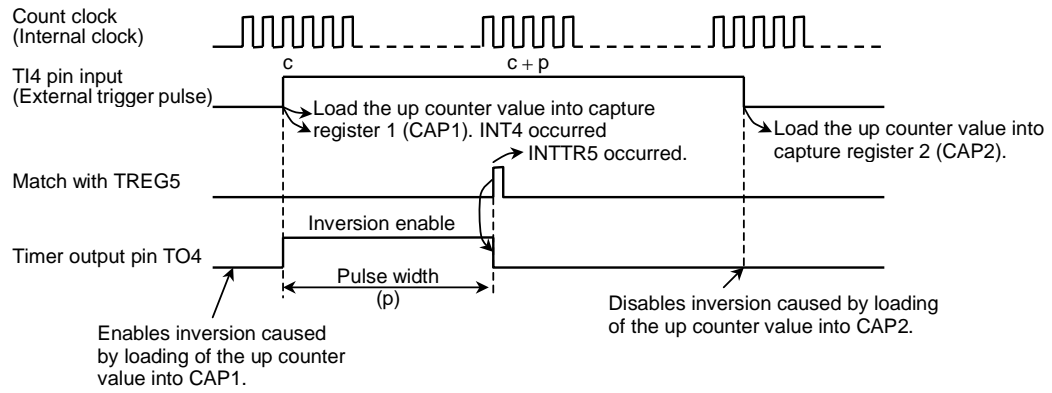 Count clock
(Internal clock)
c
c + p
TI4 pin input
(External trigger pulse)
Load the up counter value into capture
register 1 (CAP1). INT4 occurred
Load the up counter value into
capture register 2 (CAP2).
INTTR5 occurred.
Match with TREG5
Inversion enable
Timer output pin TO4
Pulse width
(p)
Enables inversion caused
by loading of the up counter
value into CAP1.
Disables inversion caused by loading
of the up counter value into CAP2.